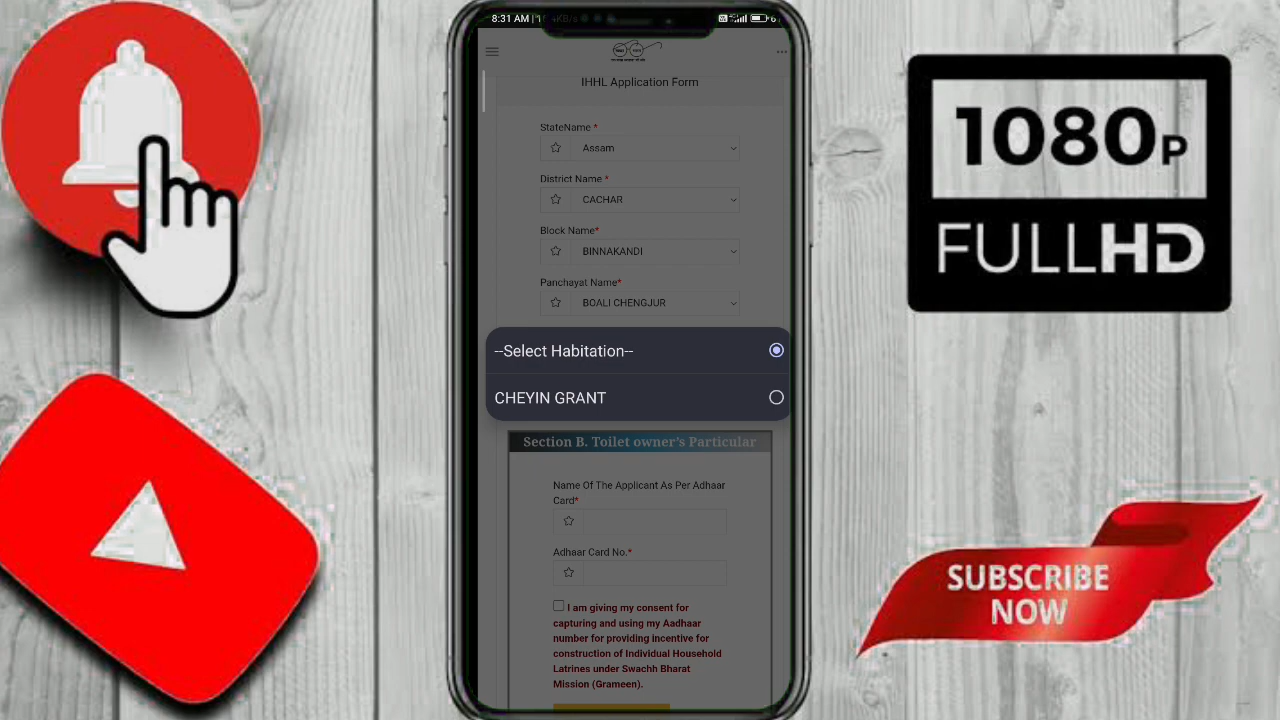 8:31 AM
IHHL Application Form
StateName *
Assam
District Name *
CACHAR
Block Name*
BINNAKANDI
Panchayat Name*
BOALI CHENGJUR
--Select Habitation--
CHEYIN GRANT
Section B. Toilet owner's Particular
Name Of The Applicant As Per Adhaar
Card*
Adhaar Card No.*
I am giving my consent for
capturing and using my Aadhaar
number for providing incentive for
construction of Individual Household
Latrines under Swachh Bharat
Mission (Grameen).
1080P
FULLHD
SUBSCRIBE
NOW